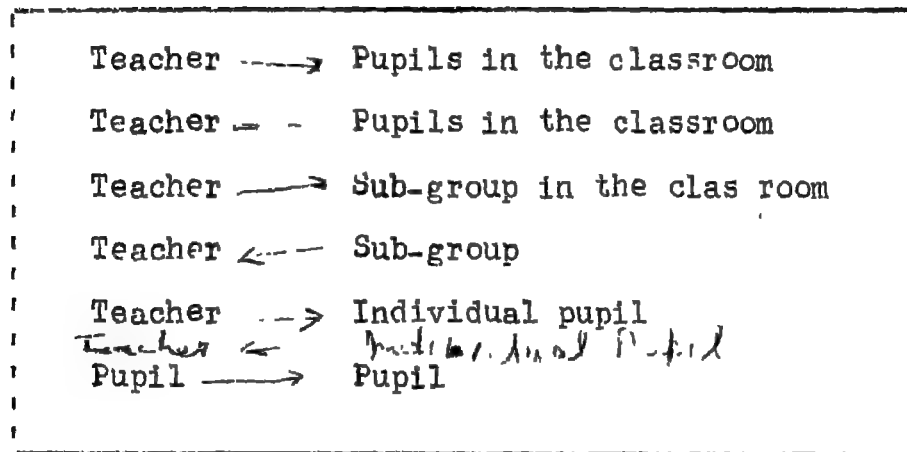 Teacher ----> Pupils in the classroom
Teacher - - Pupils in the classroom
Teacher ——> Sub-group in the clas room
Teacher <--- Sub-group
Teacher ---> Individual pupil
Teacher <- Individual Pupil
Pupil ——> Pupil